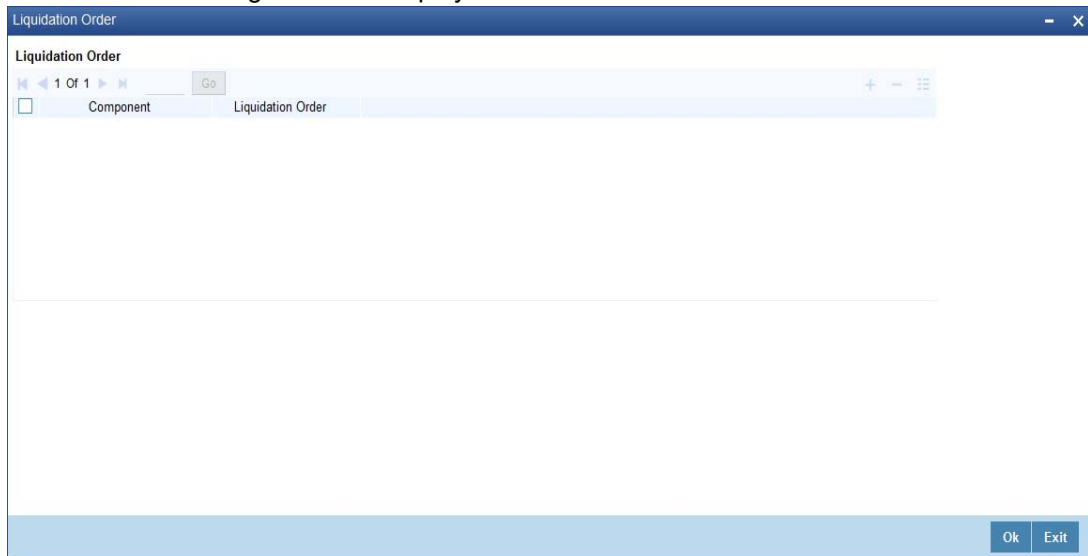 Liquidation Order
Liquidation Order
1 Of 1 Go
Component Liquidation Order
Ok Exit